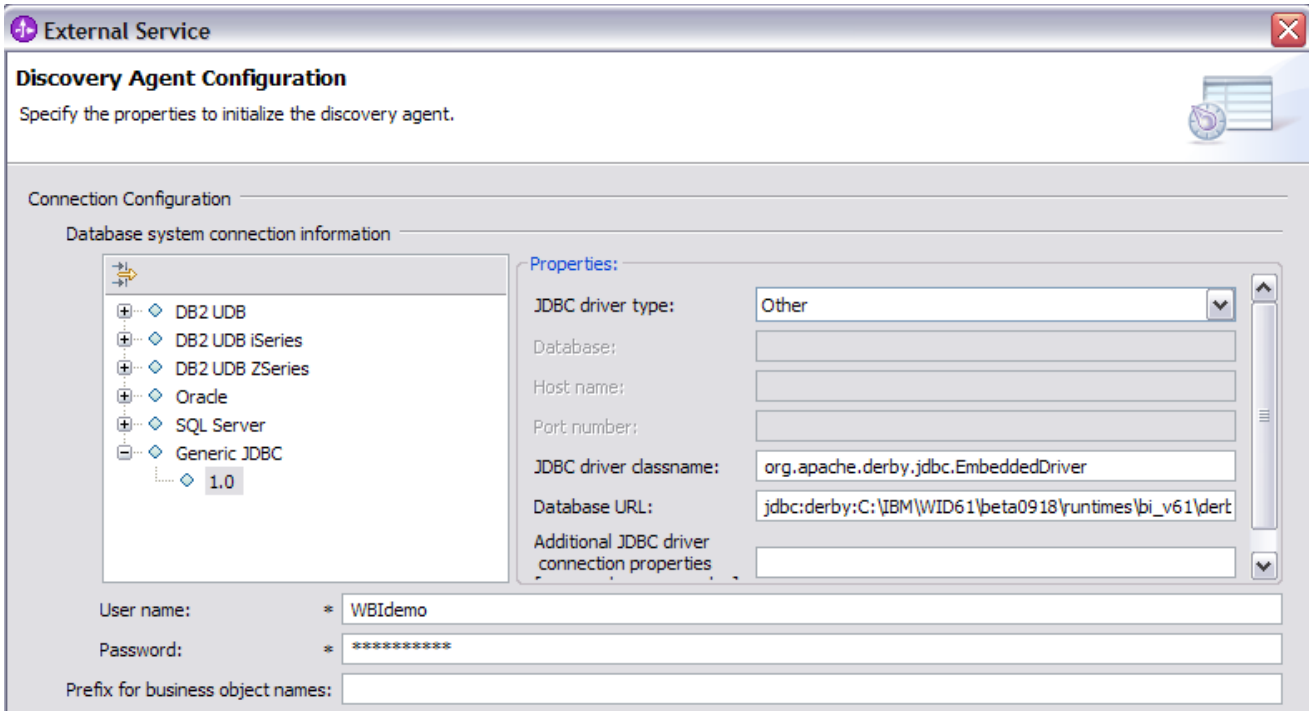 External Service
Discovery Agent Configuration
Specify the properties to initialize the discovery agent.
Connection Configuration
Database system connection information
DB2 UDB
DB2 UDB iSeries
DB2 UDB ZSeries
Oracle
SQL Server
Generic JDBC
1.0
Properties:
JDBC driver type: Other
Database:
Host name:
Port number:
JDBC driver classname: org.apache.derby.jdbc.EmbeddedDriver
Database URL: jdbc:derby:C:\IBM\WID61\beta0918\runtimes\bi_v61\derb
Additional JDBC driver
connection properties
User name: * WBIdemo
Password: * **********
Prefix for business object names: